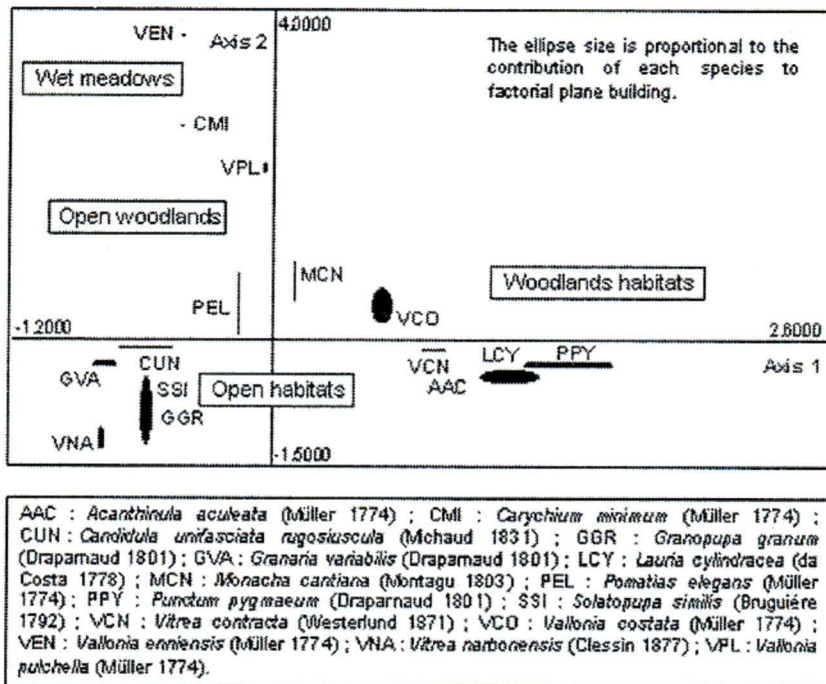 VEN
Axis 2
4.0000
The ellipse size is proportional to the
contribution of each species to
factorial plane building.
Wet meadows
CMI
VPL
Open woodlands
MCN
Woodlands habitats
PEL
VCO
-1.2000
2.6000
CUN
GVA
SSI
GGR
Open habitats
VCN
LCY
PPY
AAC
Axis 1
VNA
-1.5000
AAC : Acanthinula aculeata (Müller 1774) ; CMI : Carychium minimum (Müller 1774) ;
CUN : Candidula unifasciata rugosiuscula (Mchaud 1831) ; GGR : Granopupa granum
(Draparnaud 1801) ; GVA : Granaria variabilis (Draparnaud 1801) ; LCY : Lauria cylindracea (da
Costa 1778) ; MCN : Monacha cantiana (Montagu 1803) ; PEL : Pomatias elegans (Müller
1774) ; PPY : Punctum pygmaeum (Draparnaud 1801) ; SSI : Solatopupa similis (Bruguière
1792) ; VCN : Vitrea contracta (Westerlund 1871) ; VCO : Vallonia costata (Müller 1774) ;
VEN : Vallonia enniensis (Müller 1774) ; VNA : Vitrea narbonensis (Clessin 1877) ; VPL : Vallonia
pulchella (Müller 1774).